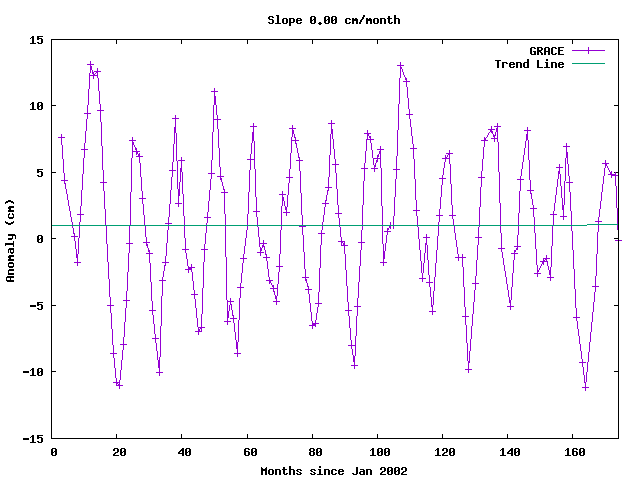 Slope 0.00 cm/month
GRACE
Trend Line
15
10
5
0
-5
-10
-15
Anomaly (cm)
0 20 40 60 80 100 120 140 160
Months since Jan 2002